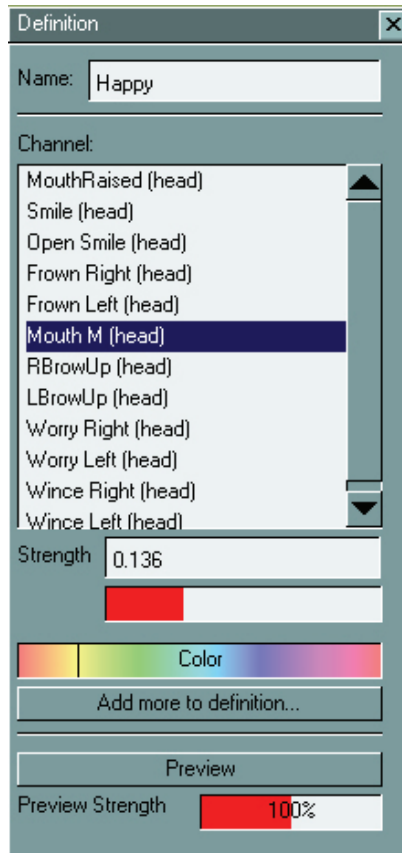 Definition
Name: Happy
Channel:
MouthRaised (head)
Smile (head)
Open Smile (head)
Frown Right (head)
Frown Left (head)
Mouth M (head)
RBrowUp (head)
LBrowUp (head)
Worry Right (head)
Worry Left (head)
Wince Right (head)
Wince Left (head)
Strength 0.136
Color
Add more to definition...
Preview
Preview Strength 100%